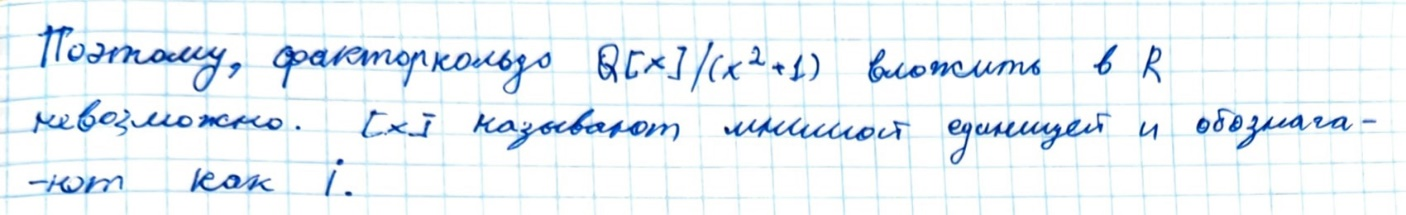 Поэтому, факторкольцо Q[x]/(x²+1) вложить в R
невозможно. [x] называют мнимой единицей и обознача-
-ют как i.